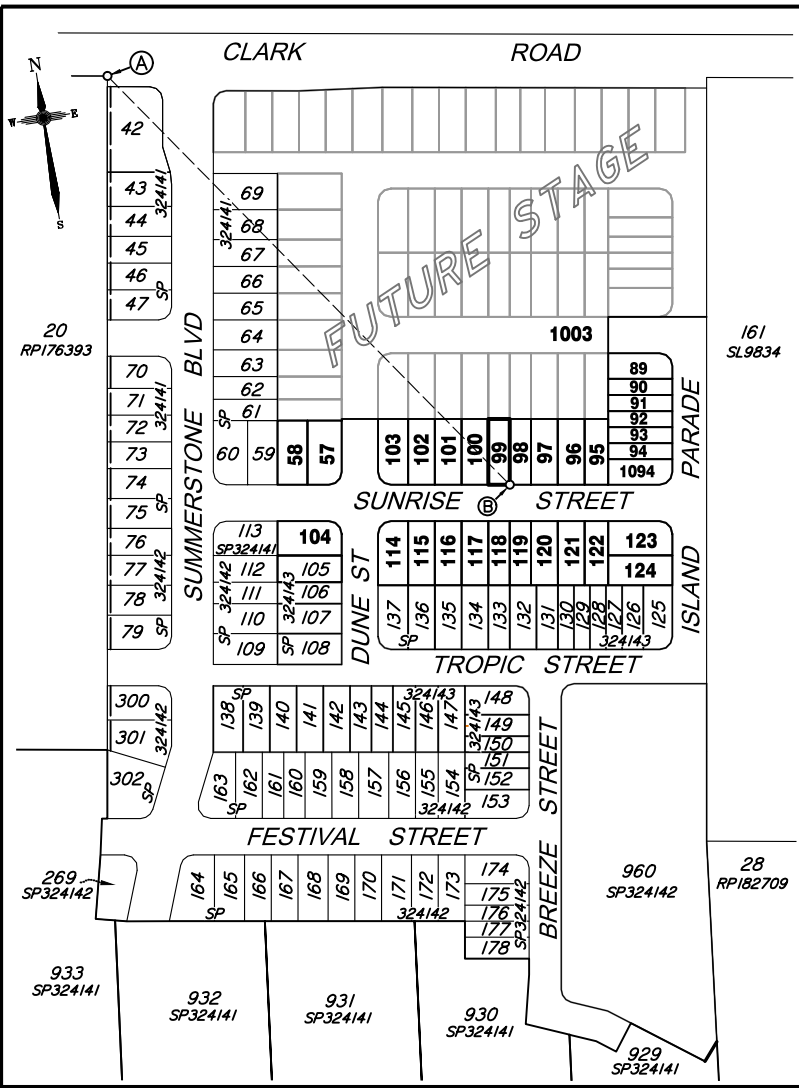 CLARK ROAD
A
N
W E
S
42
43
324141
44
45
46
SP
47
69
324141
68
67
66
65
64
63
62
61
SP
60 59 58 57
FUTURE STAGE
1003
20
RP176393
161
SL9834
SUMMERSTONE BLVD
70
71
324141
72
73
74
75
SP
76
77
324142
78
79
SP
103 102 101 100 99 98 97 96 95
89
90
91
92
93
94
1094
ISLAND PARADE
B
SUNRISE STREET
113
SP324141
104
112
105
324142
111
324143
106
110
107
SP
109
SP
108
DUNE ST
114 115 116 117 118 119 120 121 122
123
124
137 136 135 134 133 132 131 130 129 128 127 126 125
SP 324143
TROPIC STREET
300
301
324142
302
SP
SP 324143
138 139 140 141 142 143 144 145 146 147
148
149
324143
150
151
SP
152
153
163 162 161 160 159 158 157 156 155 154
SP 324142
FESTIVAL STREET
BREEZE STREET
269
SP324142
164 165 166 167 168 169 170 171 172 173
SP 324142
174
175
176
177
178
SP324142
960
SP324142
28
RP182709
933
SP324141
932
SP324141
931
SP324141
930
SP324141
929
SP324141